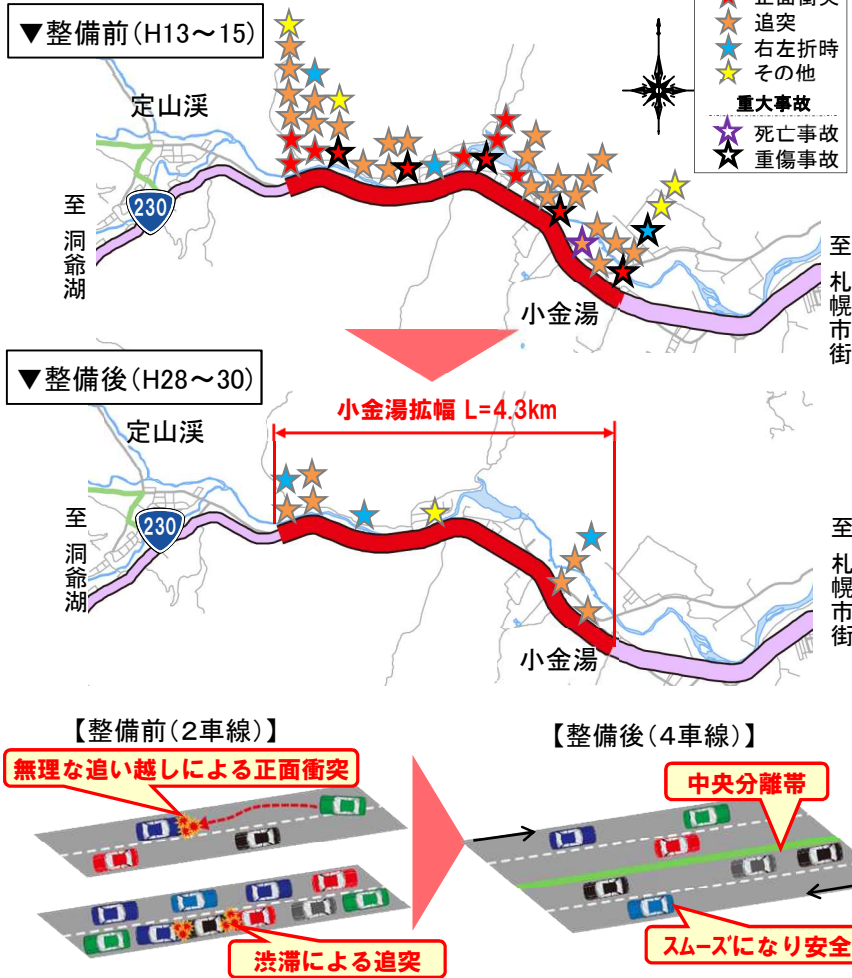 ▼整備前(H13~15)
正面衝突
追突
右左折時
その他
重大事故
死亡事故
重傷事故
定山渓
230
至 洞爺湖
至 札幌市街
小金湯
▼整備後(H28~30)
小金湯拡幅 L=4.3km
定山渓
230
至 洞爺湖
至 札幌市街
小金湯
【整備前(2車線)】
無理な追い越しによる正面衝突
渋滞による追突
【整備後(4車線)】
中央分離帯
スムーズになり安全